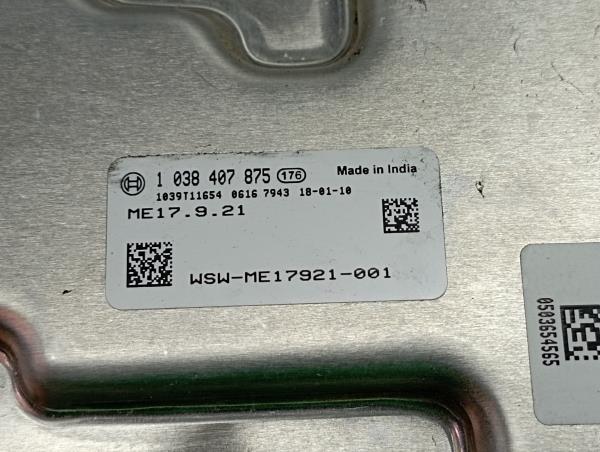 1 038 407 875 176 Made in India
1039T11654 0616 7943 18-01-10
ME17.9.21
WSW-ME17921-001
0503654565